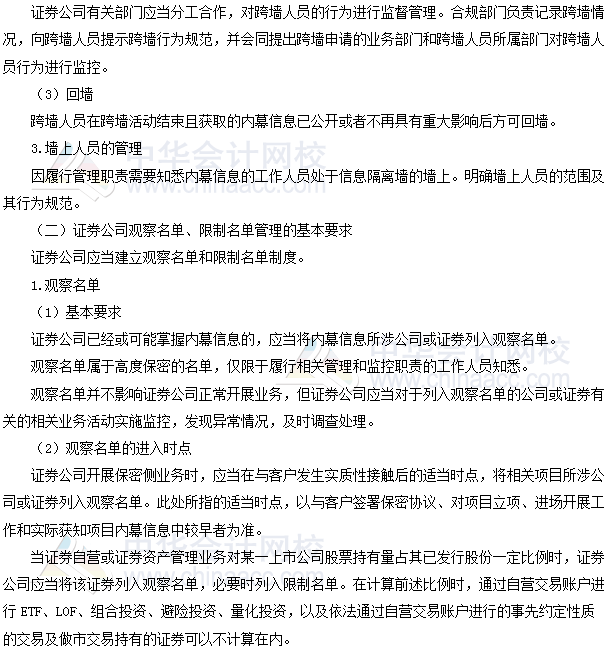 证券公司有关部门应当分工合作，对跨墙人员的行为进行监督管理。合规部门负责记录跨墙情
况，向跨墙人员提示跨墙行为规范，并会同提出跨墙申请的业务部门和跨墙人员所属部门对跨墙人
员行为进行监控。
（3）回墙
跨墙人员在跨墙活动结束且获取的内幕信息已公开或者不再具有重大影响后方可回墙。
3.墙上人员的管理
中华会计网校
www.chinaacc.com
因履行管理职责需要知悉内幕信息的工作人员处于信息隔离墙的墙上。明确墙上人员的范围及
其行为规范。
（二）证券公司观察名单、限制名单管理的基本要求
证券公司应当建立观察名单和限制名单制度。
1.观察名单
（1）基本要求
证券公司已经或可能掌握内幕信息的，应当将内幕信息所涉公司或证券列入观察名单。
中华会计网校
www.chinaacc.com
观察名单属于高度保密的名单，仅限于履行相关管理和监控职责的工作人员知悉。
观察名单并不影响证券公司正常开展业务，但证券公司应当对于列入观察名单的公司或证券有
关的相关业务活动实施监控，发现异常情况，及时调查处理。
（2）观察名单的进入时点
证券公司开展保密侧业务时，应当在与客户发生实质性接触后的适当时点，将相关项目所涉公
司或证券列入观察名单。此处所指的适当时点，以与客户签署保密协议、对项目立项、进场开展工
作和实际获知项目内幕信息中较早者为准。
中华会计网校
www.chinaacc.com
当证券自营或证券资产管理业务对某一上市公司股票持有量占其已发行股份一定比例时，证券
公司应当将该证券列入观察名单，必要时列入限制名单。在计算前述比例时，通过自营交易账户进
行 ETF、LOF、组合投资、避险投资、量化投资，以及依法通过自营交易账户进行的事先约定性质
的交易及做市交易持有的证券可以不计算在内。